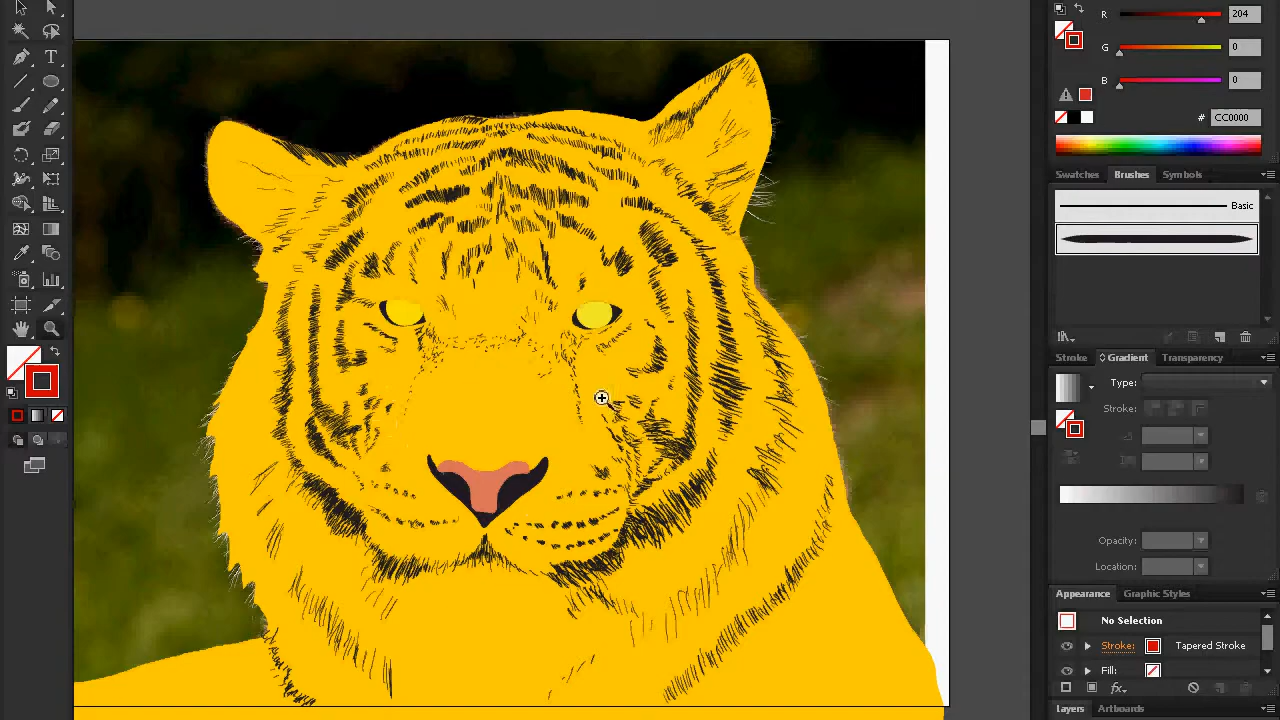 R 204
G 0
B 0
# CC0000
Swatches Brushes Symbols
Basic
Stroke Gradient Transparency
Type:
Stroke:
Opacity:
Location:
Appearance Graphic Styles
No Selection
Stroke: Tapered Stroke
Fill:
fx
Layers Artboards
T